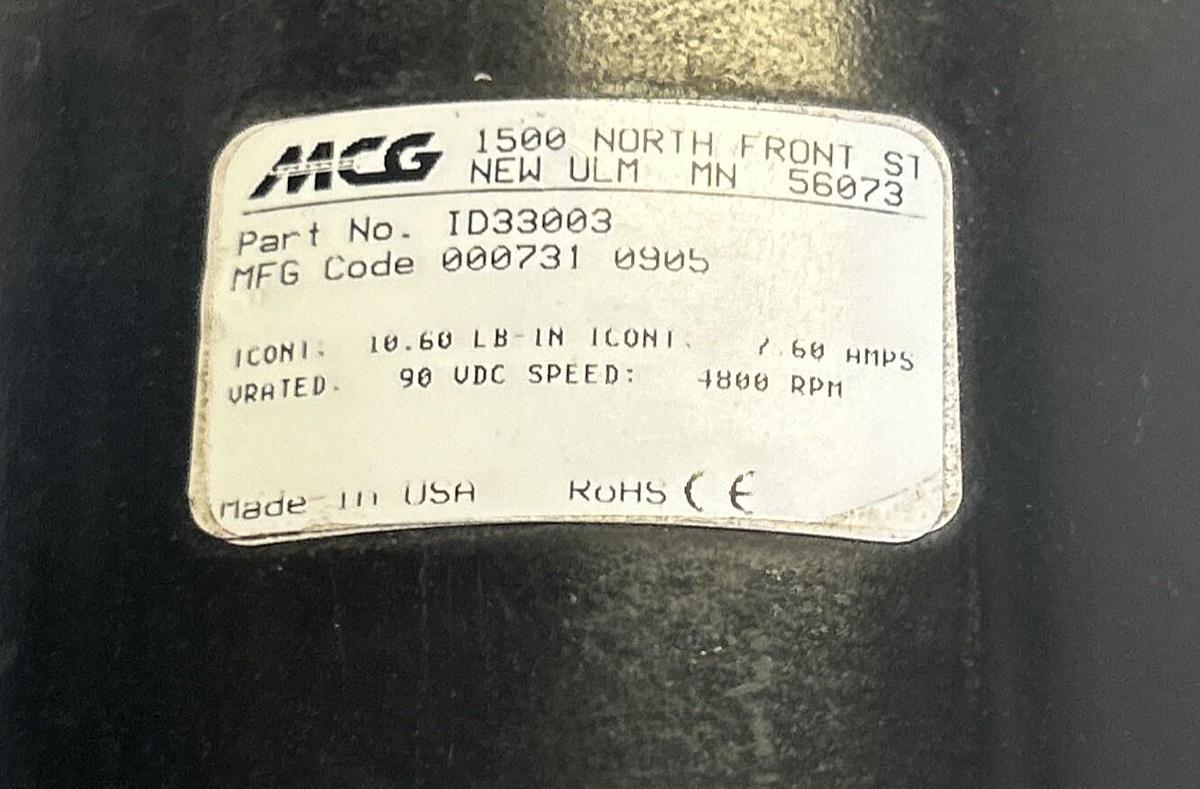 MCG
1500 NORTH FRONT ST
NEW ULM MN 56073
Part No. ID33003
MFG Code 000731 0905
10.60 LB-IN ICONT: 7.60 AMPS
VRATED: 90 VDC SPEED: 4800 RPM
Made in USA RoHS CE